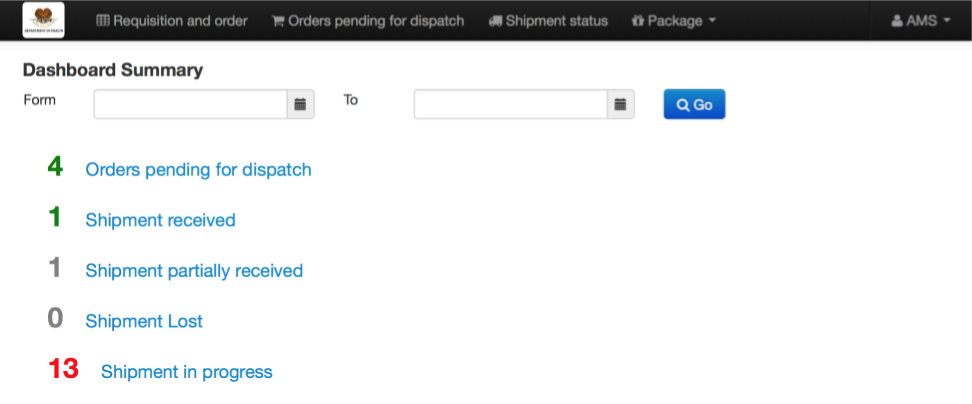 DEPARTMENT OF HEALTH
Requisition and order Orders pending for dispatch Shipment status Package AMS
Dashboard Summary
Form To Go
4 Orders pending for dispatch
1 Shipment received
1 Shipment partially received
0 Shipment Lost
13 Shipment in progress